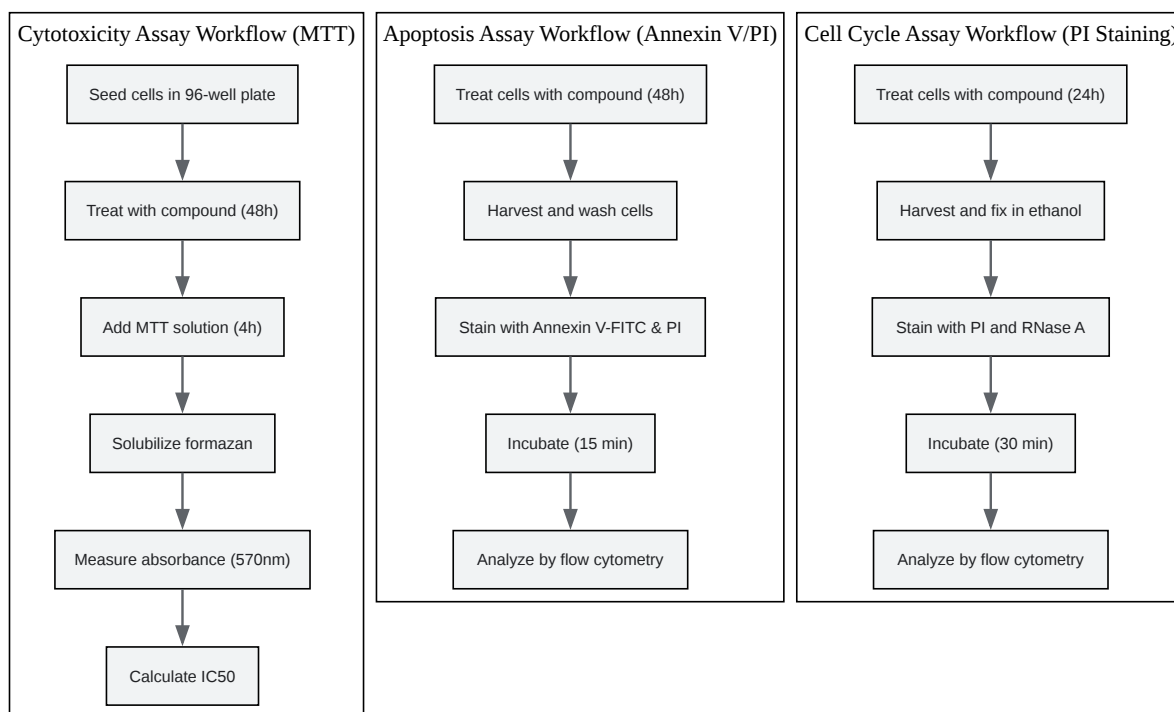 Cytotoxicity Assay Workflow (MTT)
Seed cells in 96-well plate
Treat with compound (48h)
Add MTT solution (4h)
Solubilize formazan
Measure absorbance (570nm)
Calculate IC50
Apoptosis Assay Workflow (Annexin V/PI)
Treat cells with compound (48h)
Harvest and wash cells
Stain with Annexin V-FITC & PI
Incubate (15 min)
Analyze by flow cytometry
Cell Cycle Assay Workflow (PI Staining)
Treat cells with compound (24h)
Harvest and fix in ethanol
Stain with PI and RNase A
Incubate (30 min)
Analyze by flow cytometry